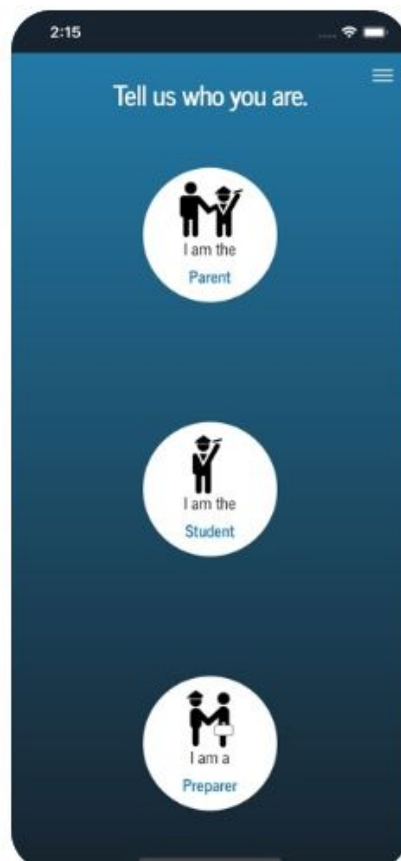 2:15
Tell us who you are.
I am the
Parent
I am the
Student
I am a
Preparer